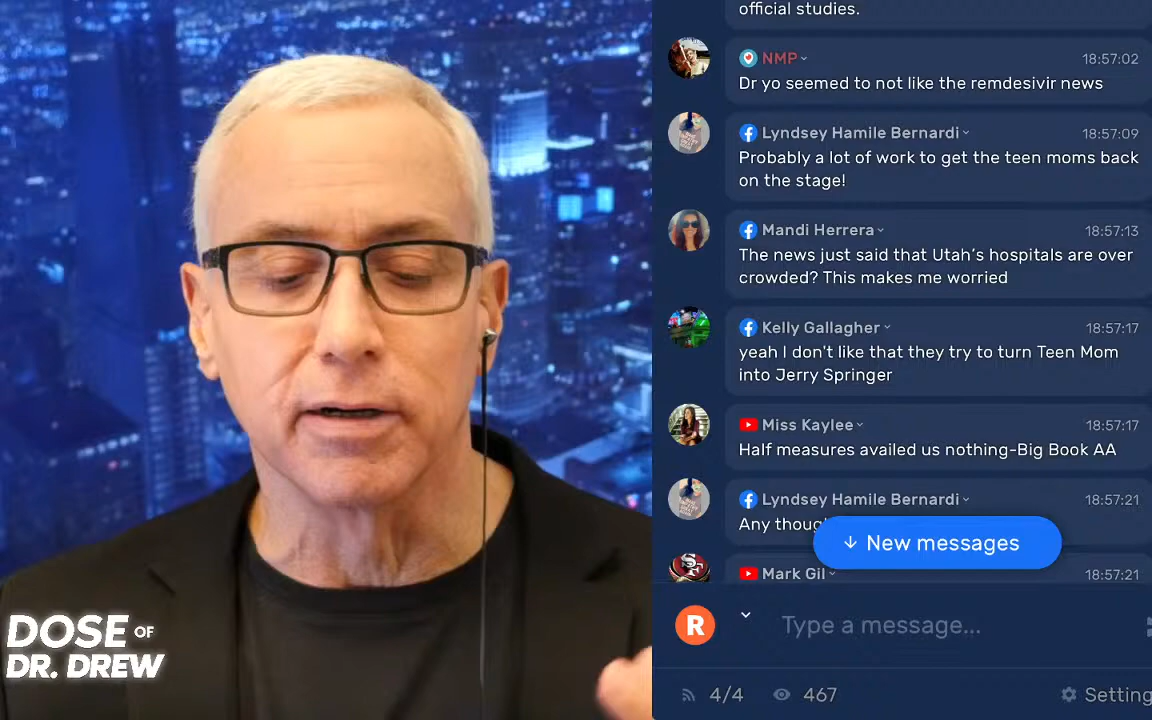 official studies.
NMP
18:57:02
Dr yo seemed to not like the remdesivir news
Lyndsey Hamile Bernardi
18:57:09
Probably a lot of work to get the teen moms back
on the stage!
Mandi Herrera
18:57:13
The news just said that Utah's hospitals are over
crowded? This makes me worried
Kelly Gallagher
18:57:17
yeah I don't like that they try to turn Teen Mom
into Jerry Springer
Miss Kaylee
18:57:17
Half measures availed us nothing-Big Book AA
Lyndsey Hamile Bernardi
18:57:21
Any
New messages
Mark Gil
18:57:21
R
Type a message...
4/4
467
DOSE OF
DR. DREW